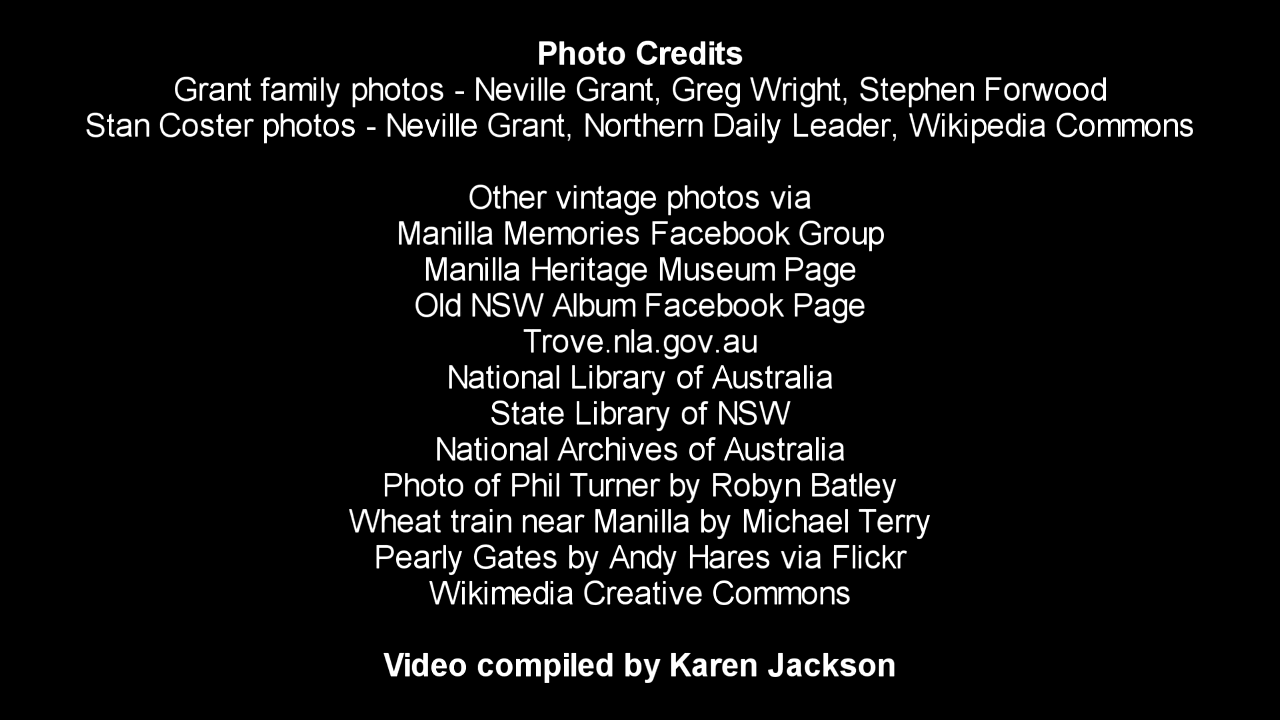 Photo Credits
Grant family photos - Neville Grant, Greg Wright, Stephen Forwood
Stan Coster photos - Neville Grant, Northern Daily Leader, Wikipedia Commons
Other vintage photos via
Manilla Memories Facebook Group
Manilla Heritage Museum Page
Old NSW Album Facebook Page
Trove.nla.gov.au
National Library of Australia
State Library of NSW
National Archives of Australia
Photo of Phil Turner by Robyn Batley
Wheat train near Manilla by Michael Terry
Pearly Gates by Andy Hares via Flickr
Wikimedia Creative Commons
Video compiled by Karen Jackson